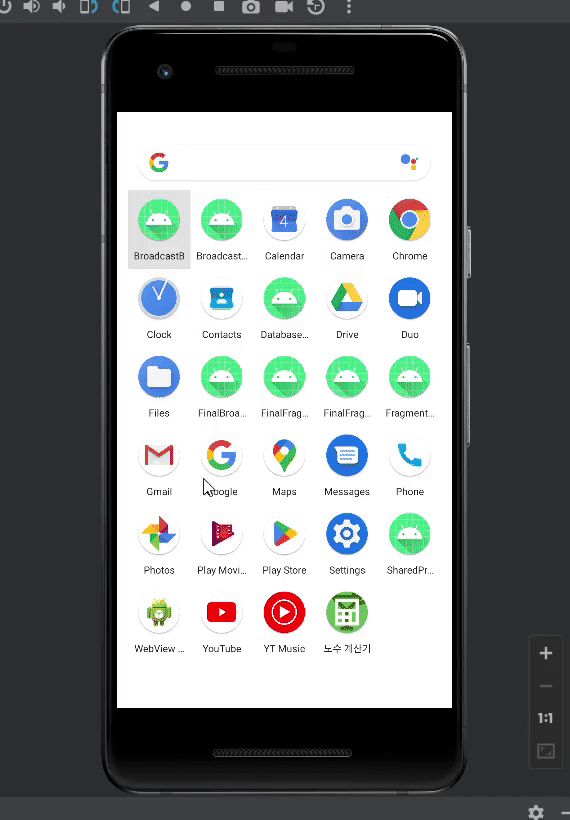 BroadcastB Broadcast... Calendar Camera Chrome
Clock Contacts Database... Drive Duo
Files FinalBroa... FinalFrag... FinalFrag... Fragment...
Gmail Google Maps Messages Phone
Photos Play Movi... Play Store Settings SharedPr...
WebView ... YouTube YT Music 노수 계산기
1:1